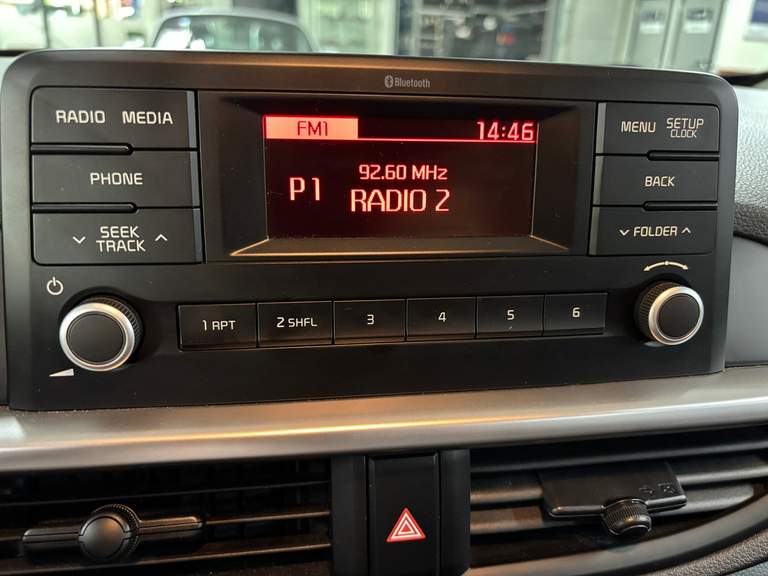 Bluetooth
RADIO MEDIA
PHONE
SEEK
TRACK
FM1 14:46
92.60 MHz
P1 RADIO 2
MENU SETUP
CLOCK
BACK
FOLDER
1 RPT 2 SHFL 3 4 5 6